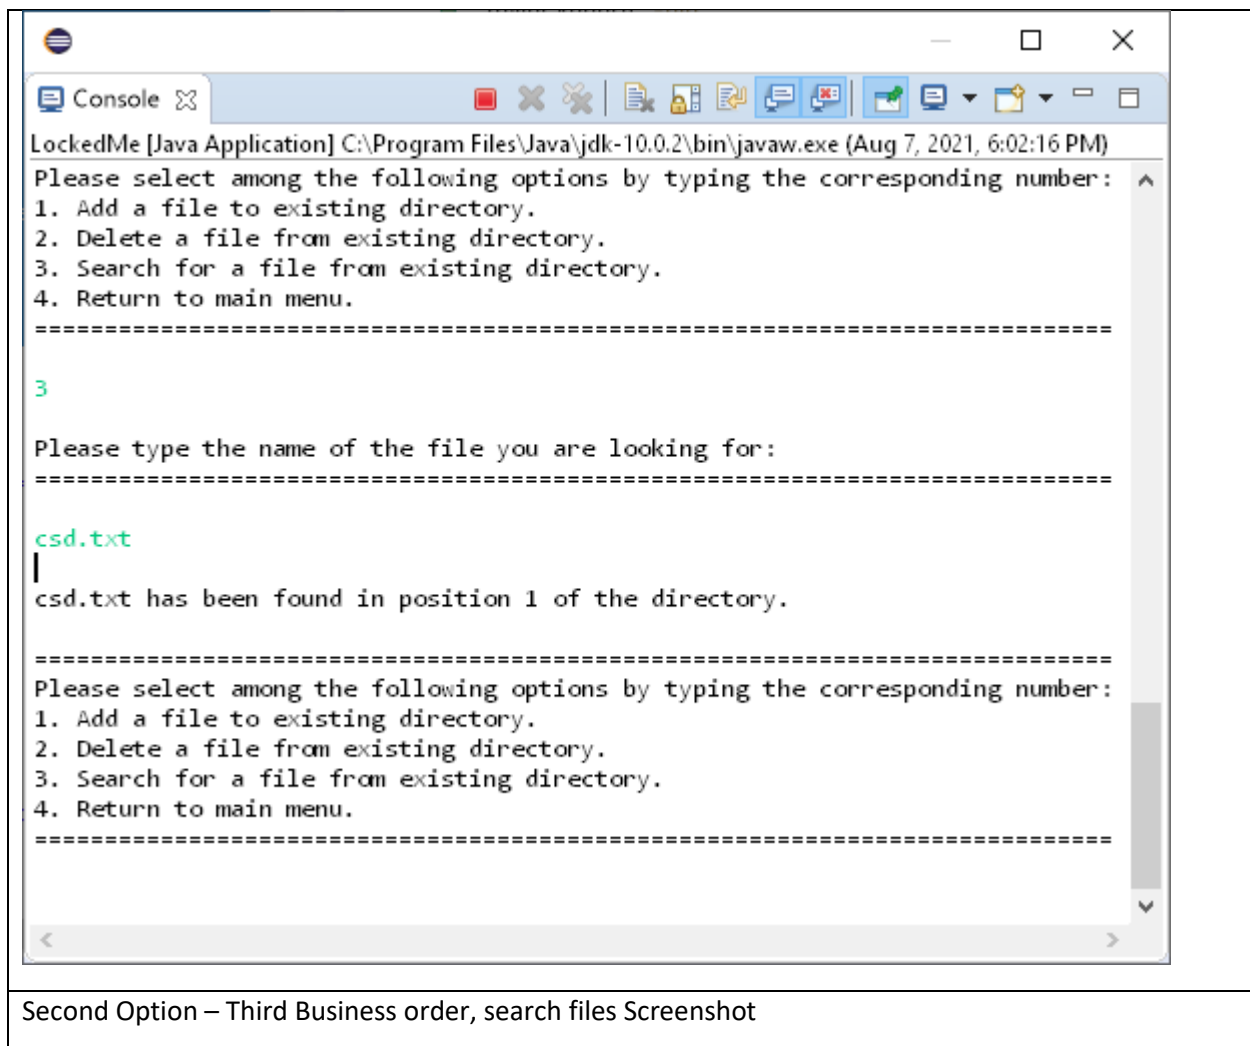 Console
LockedMe [Java Application] C:\Program Files\Java\jdk-10.0.2\bin\javaw.exe (Aug 7, 2021, 6:02:16 PM)
Please select among the following options by typing the corresponding number:
1. Add a file to existing directory.
2. Delete a file from existing directory.
3. Search for a file from existing directory.
4. Return to main menu.
=============================================================================
3
Please type the name of the file you are looking for:
=============================================================================
csd.txt
csd.txt has been found in position 1 of the directory.
=============================================================================
Please select among the following options by typing the corresponding number:
1. Add a file to existing directory.
2. Delete a file from existing directory.
3. Search for a file from existing directory.
4. Return to main menu.
=============================================================================
Second Option – Third Business order, search files Screenshot